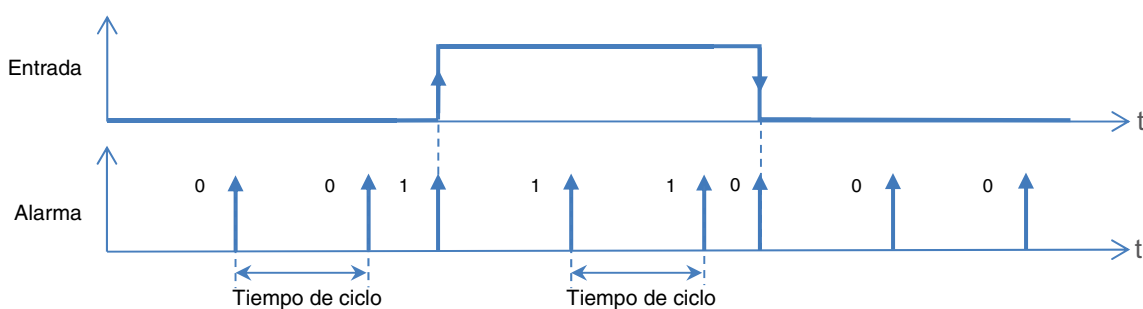 Entrada
t
0 0 1 1 1 0 0 0
Alarma
t
Tiempo de ciclo Tiempo de ciclo